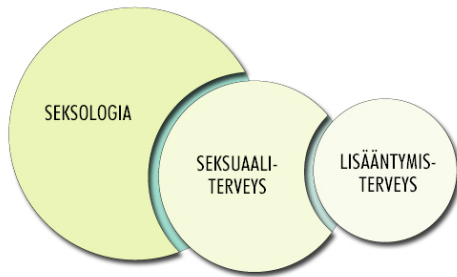 SEKSOLOGIA
SEKSUAALI-
TERVEYS
LISÄÄNTYMIS-
TERVEYS